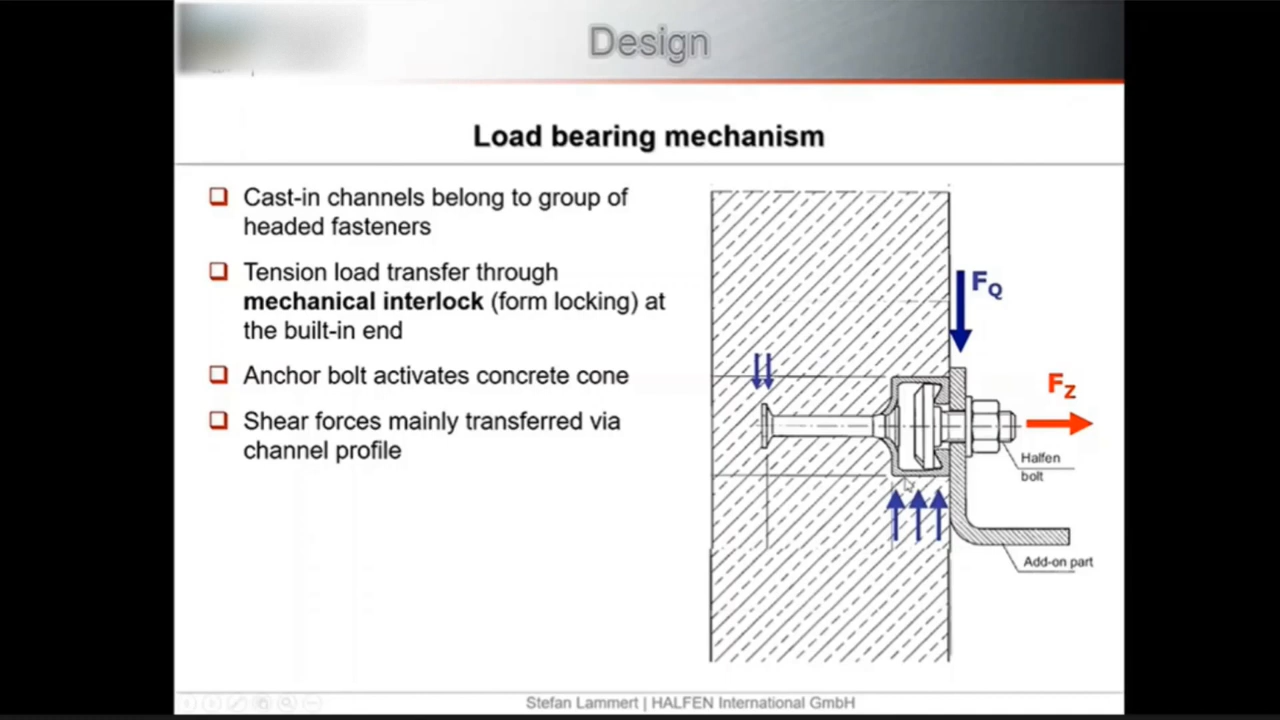 Design
Load bearing mechanism
Cast-in channels belong to group of
headed fasteners
Tension load transfer through
mechanical interlock (form locking) at
the built-in end
Anchor bolt activates concrete cone
Shear forces mainly transferred via
channel profile
FQ
FZ
Halfen
bolt
Add-on part
Stefan Lammert | HALFEN International GmbH